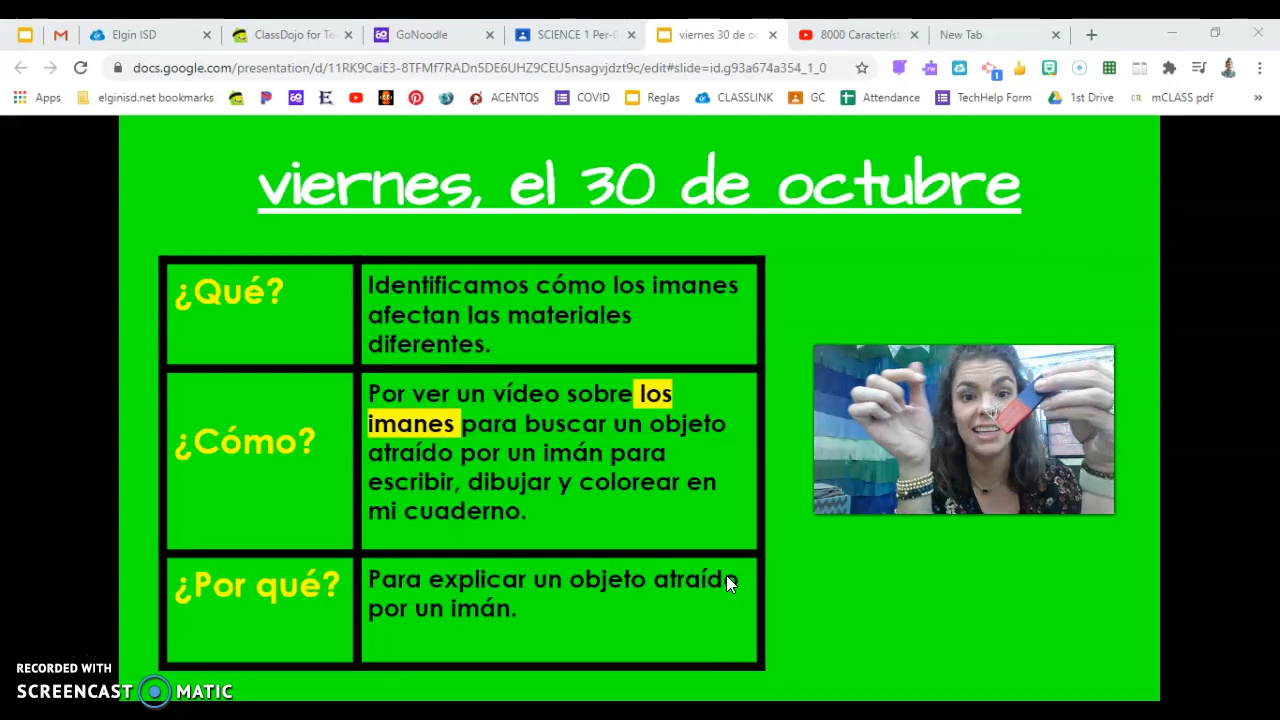 Elgin ISD
ClassDojo for Te
GoNoodle
SCIENCE 1 Per-
viernes 30 de oc
8000 Caracterís
New Tab
docs.google.com/presentation/d/11RK9CaiE3-8TFMf7RADn5DE6UHZ9CEU5nsagvjdzt9c/edit#slide=id.g93a674a354_1_0
Apps elginisd.net bookmarks ACENTOS COVID Reglas CLASSLINK GC Attendance TechHelp Form 1st Drive mCLASS pdf
viernes, el 30 de octubre
¿Qué?
Identificamos cómo los imanes
afectan las materiales
diferentes.
¿Cómo?
Por ver un vídeo sobre los
imanes para buscar un objeto
atraído por un imán para
escribir, dibujar y colorear en
mi cuaderno.
¿Por qué?
Para explicar un objeto atraído
por un imán.
RECORDED WITH
SCREENCAST MATIC